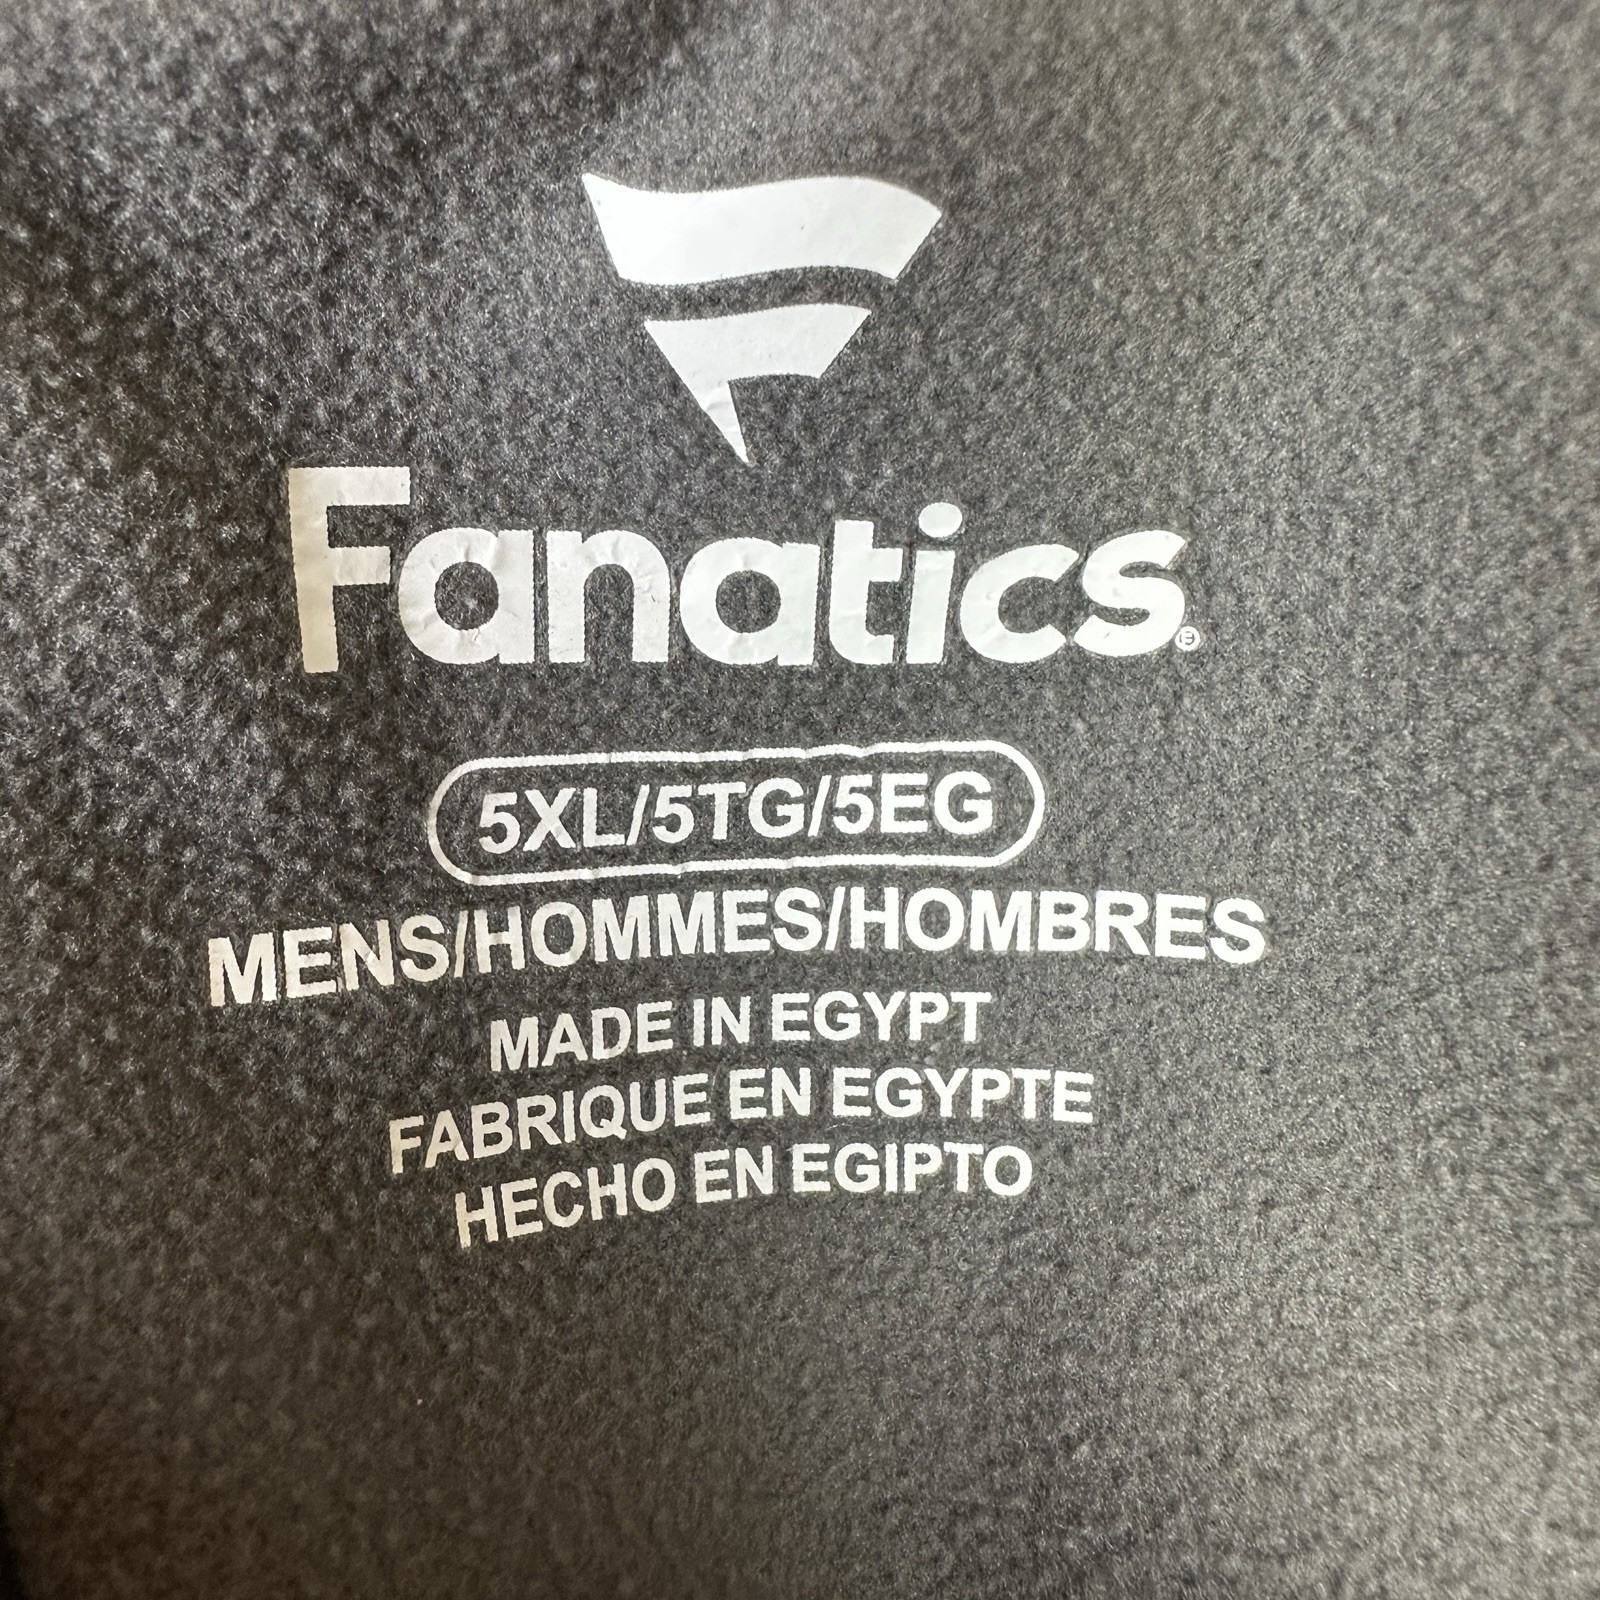 Fanatics
5XL/5TG/5EG
MENS/HOMMES/HOMBRES
MADE IN EGYPT
FABRIQUE EN EGYPTE
HECHO EN EGIPTO